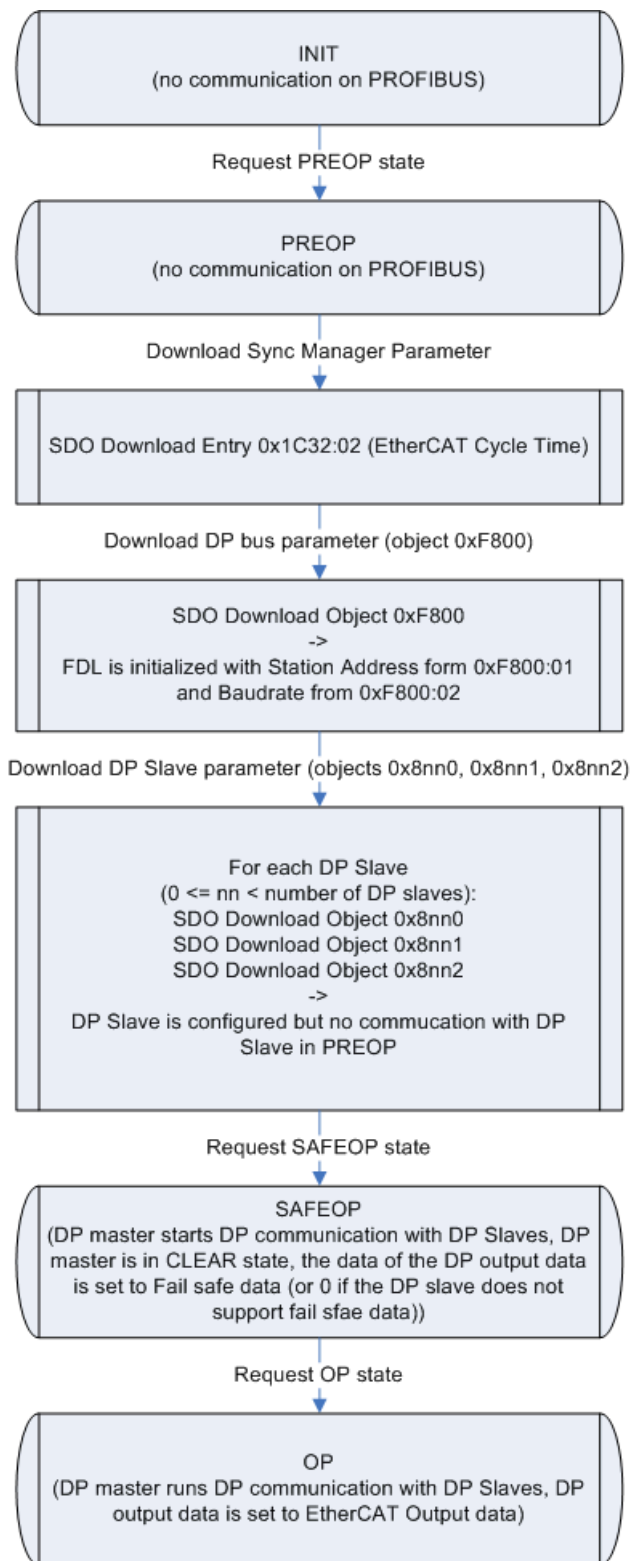 INIT
(no communication on PROFIBUS)
Request PREOP state
PREOP
(no communication on PROFIBUS)
Download Sync Manager Parameter
SDO Download Entry 0x1C32:02 (EtherCAT Cycle Time)
Download DP bus parameter (object 0xF800)
SDO Download Object 0xF800
->
FDL is initialized with Station Address form 0xF800:01
and Baudrate from 0xF800:02
Download DP Slave parameter (objects 0x8nn0, 0x8nn1, 0x8nn2)
For each DP Slave
(0 <= nn < number of DP slaves):
SDO Download Object 0x8nn0
SDO Download Object 0x8nn1
SDO Download Object 0x8nn2
->
DP Slave is configured but no commucation with DP
Slave in PREOP
Request SAFEOP state
SAFEOP
(DP master starts DP communication with DP Slaves, DP
master is in CLEAR state, the data of the DP output data
is set to Fail safe data (or 0 if the DP slave does not
support fail sfae data))
Request OP state
OP
(DP master runs DP communication with DP Slaves, DP
output data is set to EtherCAT Output data)